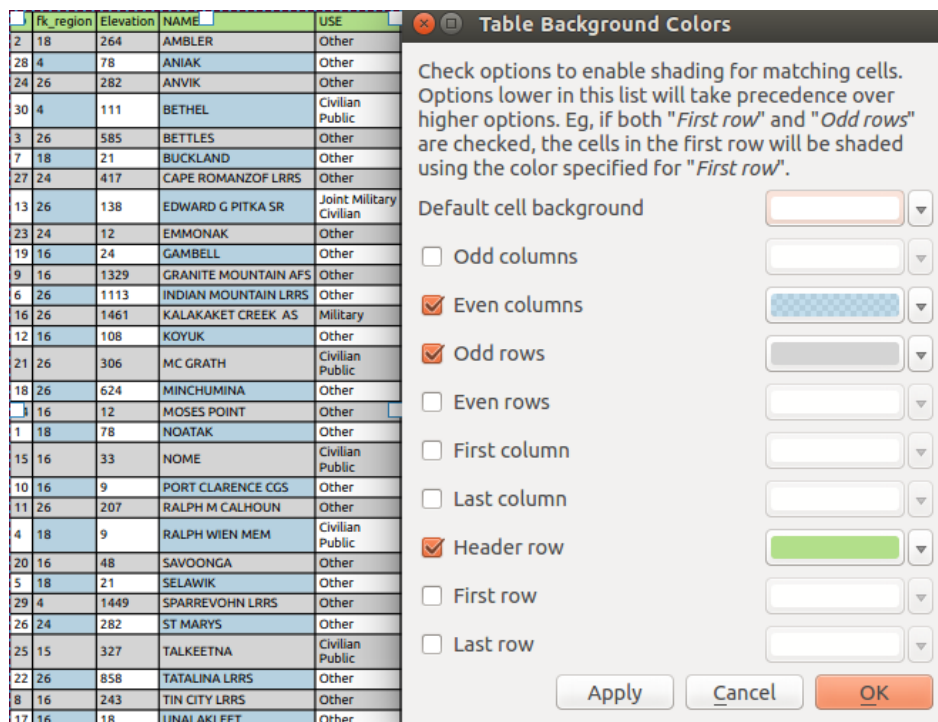 fk_region Elevation NAME USE
2 18 264 AMBLER Other
28 4 78 ANIAK Other
24 26 282 ANVIK Other
30 4 111 BETHEL Civilian Public
3 26 585 BETTLES Other
7 18 21 BUCKLAND Other
27 24 417 CAPE ROMANZOF LRRS Other
13 26 138 EDWARD G PITKA SR Joint Military Civilian
23 24 12 EMMONAK Other
19 16 24 GAMBELL Other
9 16 1329 GRANITE MOUNTAIN AFS Other
6 26 1113 INDIAN MOUNTAIN LRRS Other
16 26 1461 KALAKAKET CREEK AS Military
12 16 108 KOYUK Other
21 26 306 MC GRATH Civilian Public
18 26 624 MINCHUMINA Other
16 12 MOSES POINT Other
1 18 78 NOATAK Other
15 16 33 NOME Civilian Public
10 16 9 PORT CLARENCE CGS Other
11 26 207 RALPH M CALHOUN Other
4 18 9 RALPH WIEN MEM Civilian Public
20 16 48 SAVOONGA Other
5 18 21 SELAWIK Other
29 4 1449 SPARREVOHN LRRS Other
26 24 282 ST MARYS Other
25 15 327 TALKEETNA Civilian Public
22 26 858 TATALINA LRRS Other
8 16 243 TIN CITY LRRS Other
17 16 18 UNALAKLEET Other
Table Background Colors
Check options to enable shading for matching cells.
Options lower in this list will take precedence over
higher options. Eg, if both "First row" and "Odd rows"
are checked, the cells in the first row will be shaded
using the color specified for "First row".
Default cell background
Odd columns
Even columns
Odd rows
Even rows
First column
Last column
Header row
First row
Last row
Apply Cancel OK